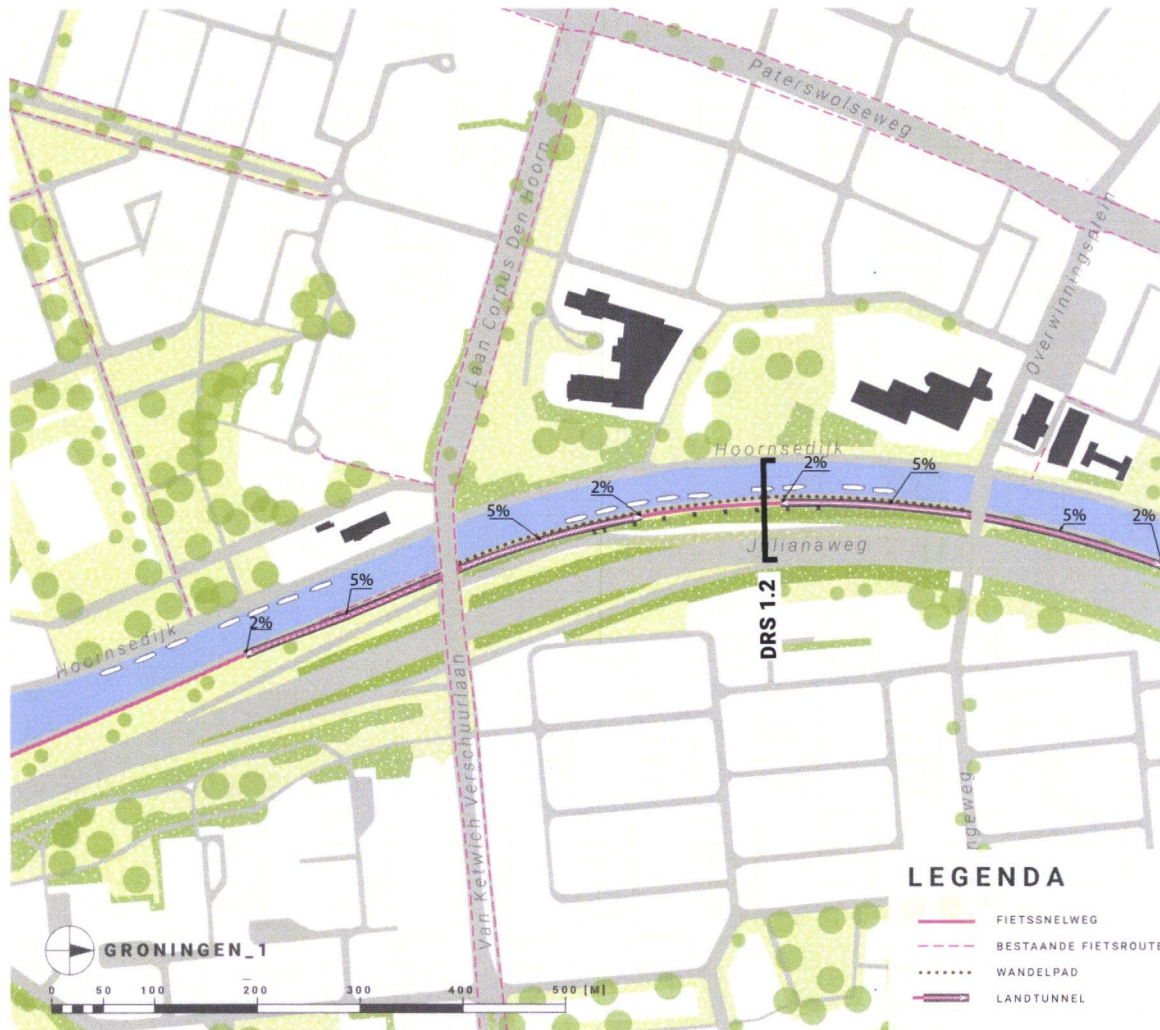 Paterswolseweg
Laan Corpus Den Hoorn
Overwinningsplein
Hoornsedijk
2%
5%
2%
5%
Julianaweg
5%
2%
5%
2%
Hoornsedijk
DRS 1.2
Van Ketwich Verschuurlaan
ngeweg
LEGENDA
FIETSSNELWEG
BESTAANDE FIETSROUTE
WANDELPAD
LANDTUNNEL
GRONINGEN_1
0 50 100 200 300 400 500 [M]